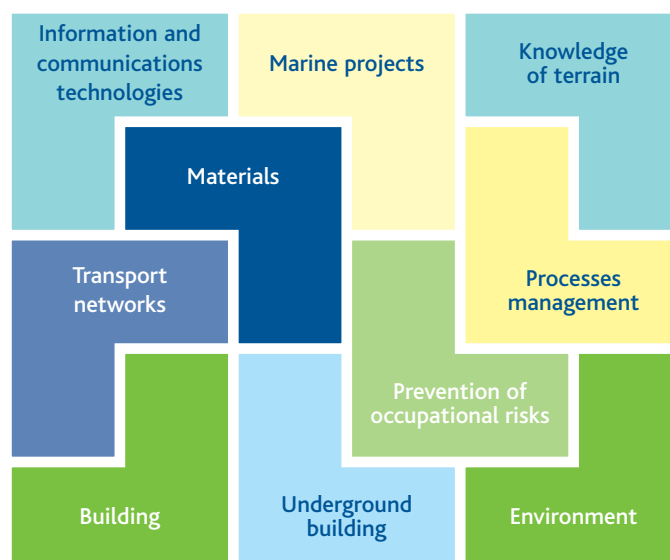 Information and
communications
technologies
Marine projects
Knowledge
of terrain
Materials
Transport
networks
Processes
management
Prevention of
occupational risks
Building
Underground
building
Environment